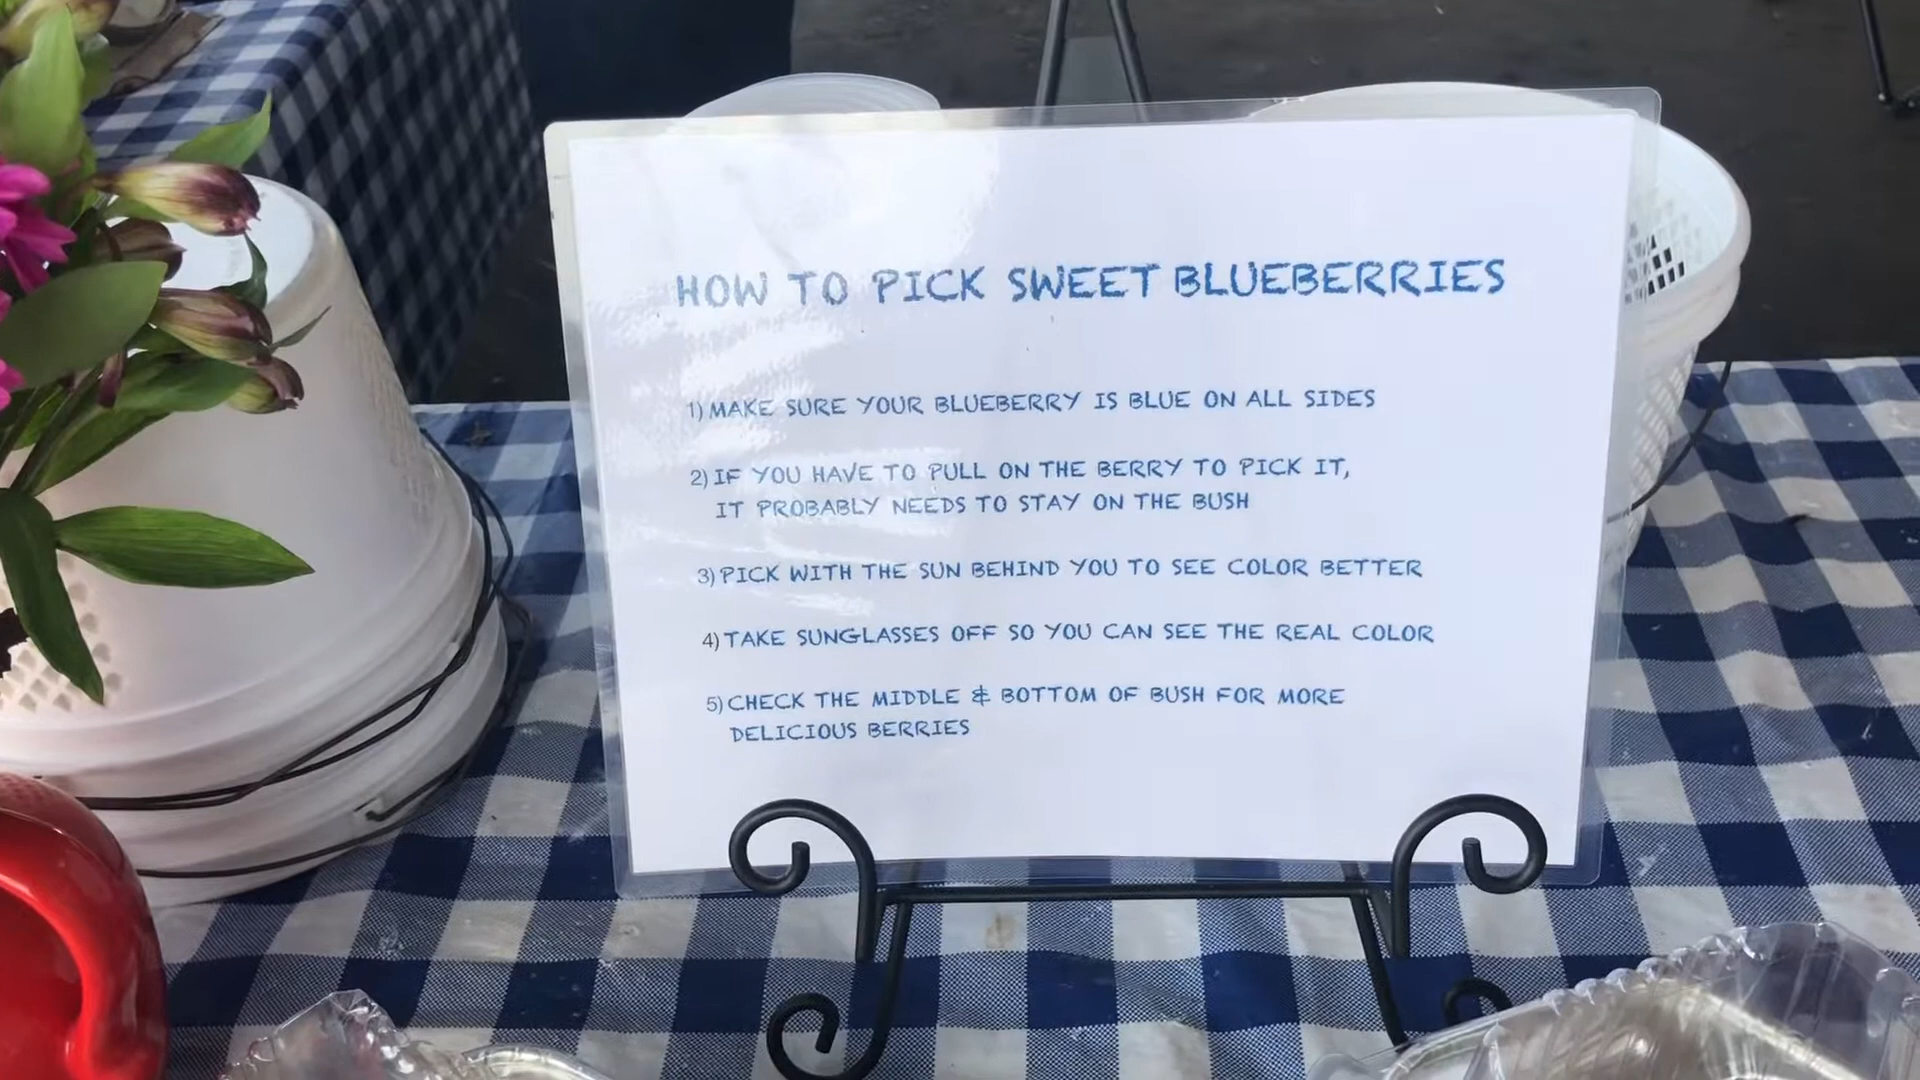 HOW TO PICK SWEET BLUEBERRIES
1) MAKE SURE YOUR BLUEBERRY IS BLUE ON ALL SIDES
2) IF YOU HAVE TO PULL ON THE BERRY TO PICK IT,
IT PROBABLY NEEDS TO STAY ON THE BUSH
3) PICK WITH THE SUN BEHIND YOU TO SEE COLOR BETTER
4) TAKE SUNGLASSES OFF SO YOU CAN SEE THE REAL COLOR
5) CHECK THE MIDDLE & BOTTOM OF BUSH FOR MORE
DELICIOUS BERRIES